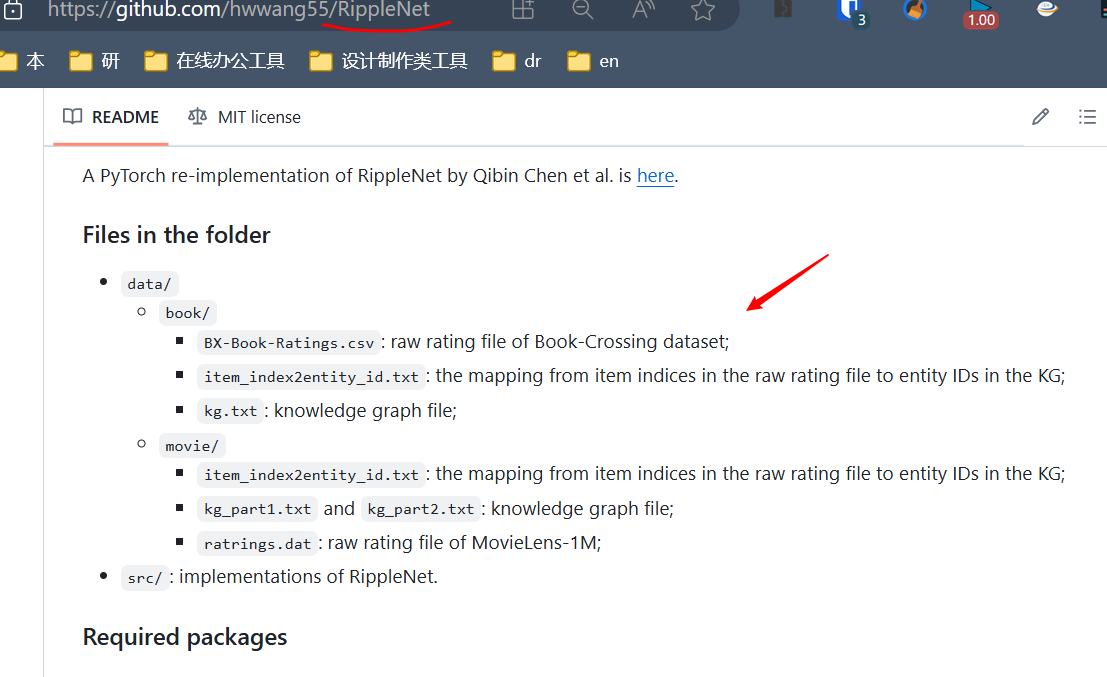 https://github.com/hwwang55/RippleNet
3
1.00
本 研 在线办公工具 设计制作类工具 dr en
README MIT license
A PyTorch re-implementation of RippleNet by Qibin Chen et al. is here.
Files in the folder
data/
book/
BX-Book-Ratings.csv: raw rating file of Book-Crossing dataset;
item_index2entity_id.txt: the mapping from item indices in the raw rating file to entity IDs in the KG;
kg.txt: knowledge graph file;
movie/
item_index2entity_id.txt: the mapping from item indices in the raw rating file to entity IDs in the KG;
kg_part1.txt and kg_part2.txt: knowledge graph file;
ratrings.dat: raw rating file of MovieLens-1M;
src/: implementations of RippleNet.
Required packages